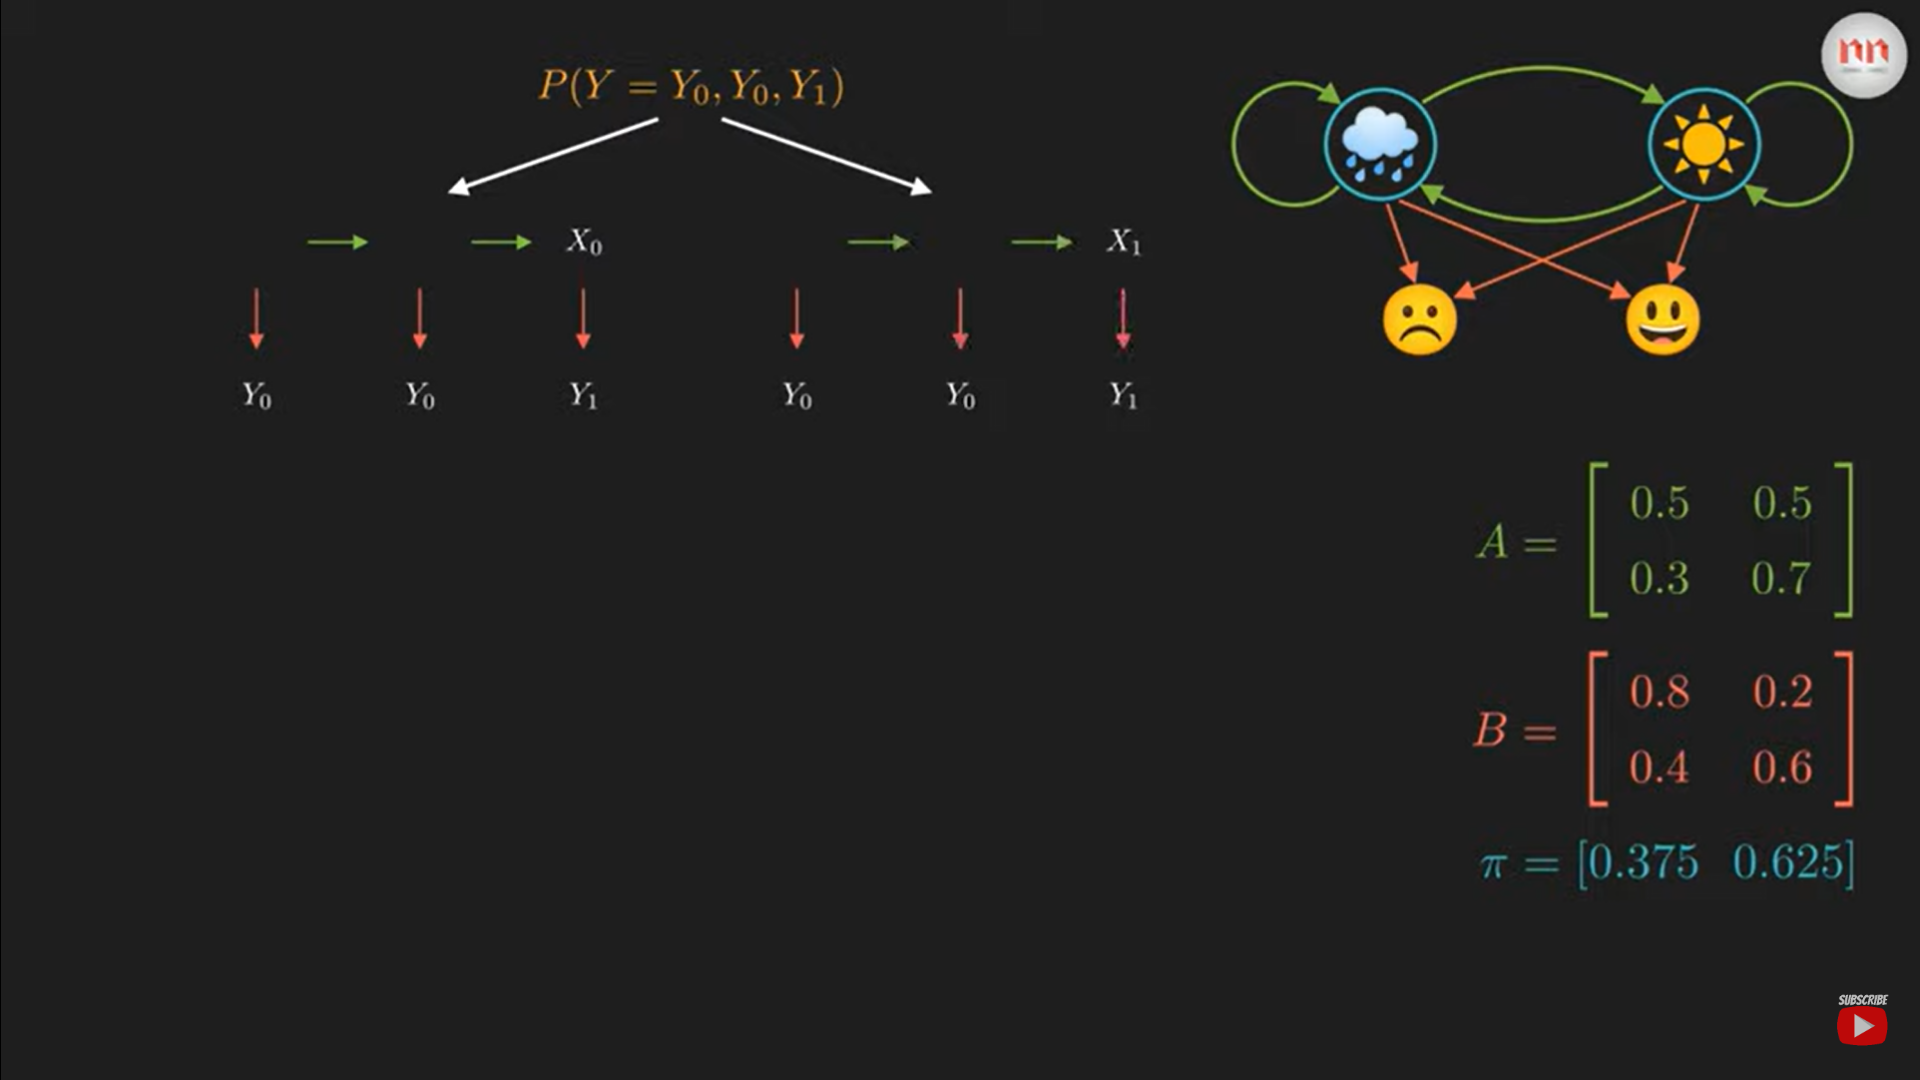 nn
P(Y = Y₀, Y₀, Y₁)
X₀ X₁
Y₀ Y₀ Y₁ Y₀ Y₀ Y₁
A = [ 0.5 0.5
0.3 0.7 ]
B = [ 0.8 0.2
0.4 0.6 ]
π = [0.375 0.625]
SUBSCRIBE